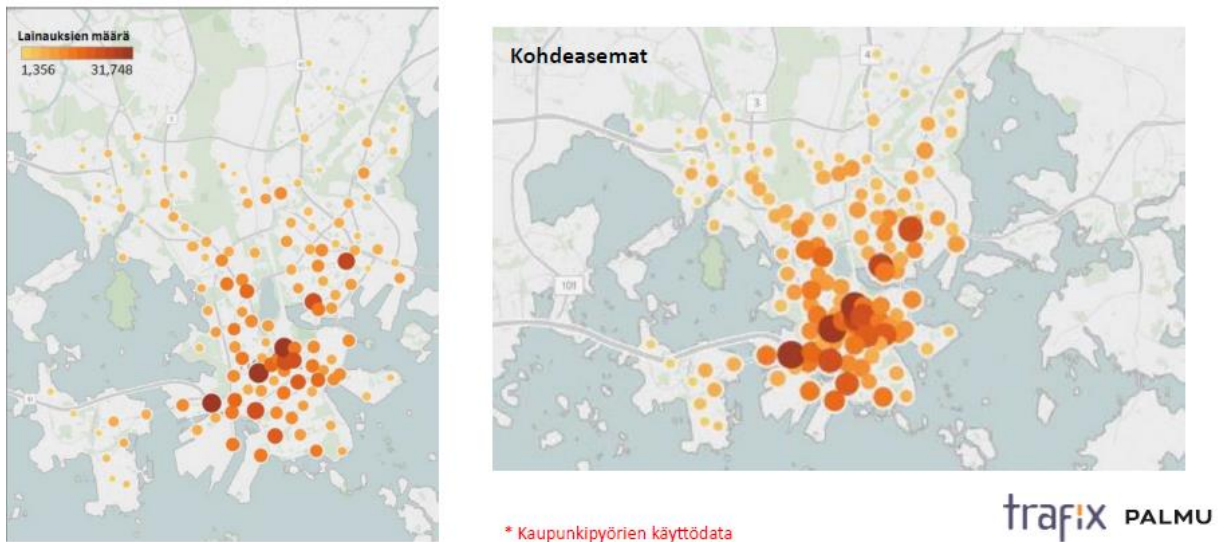 Lainauksien määrä
1,356 31,748
Kohdeasemat
4
3
101
* Kaupunkipyörien käyttödata
trafix PALMU